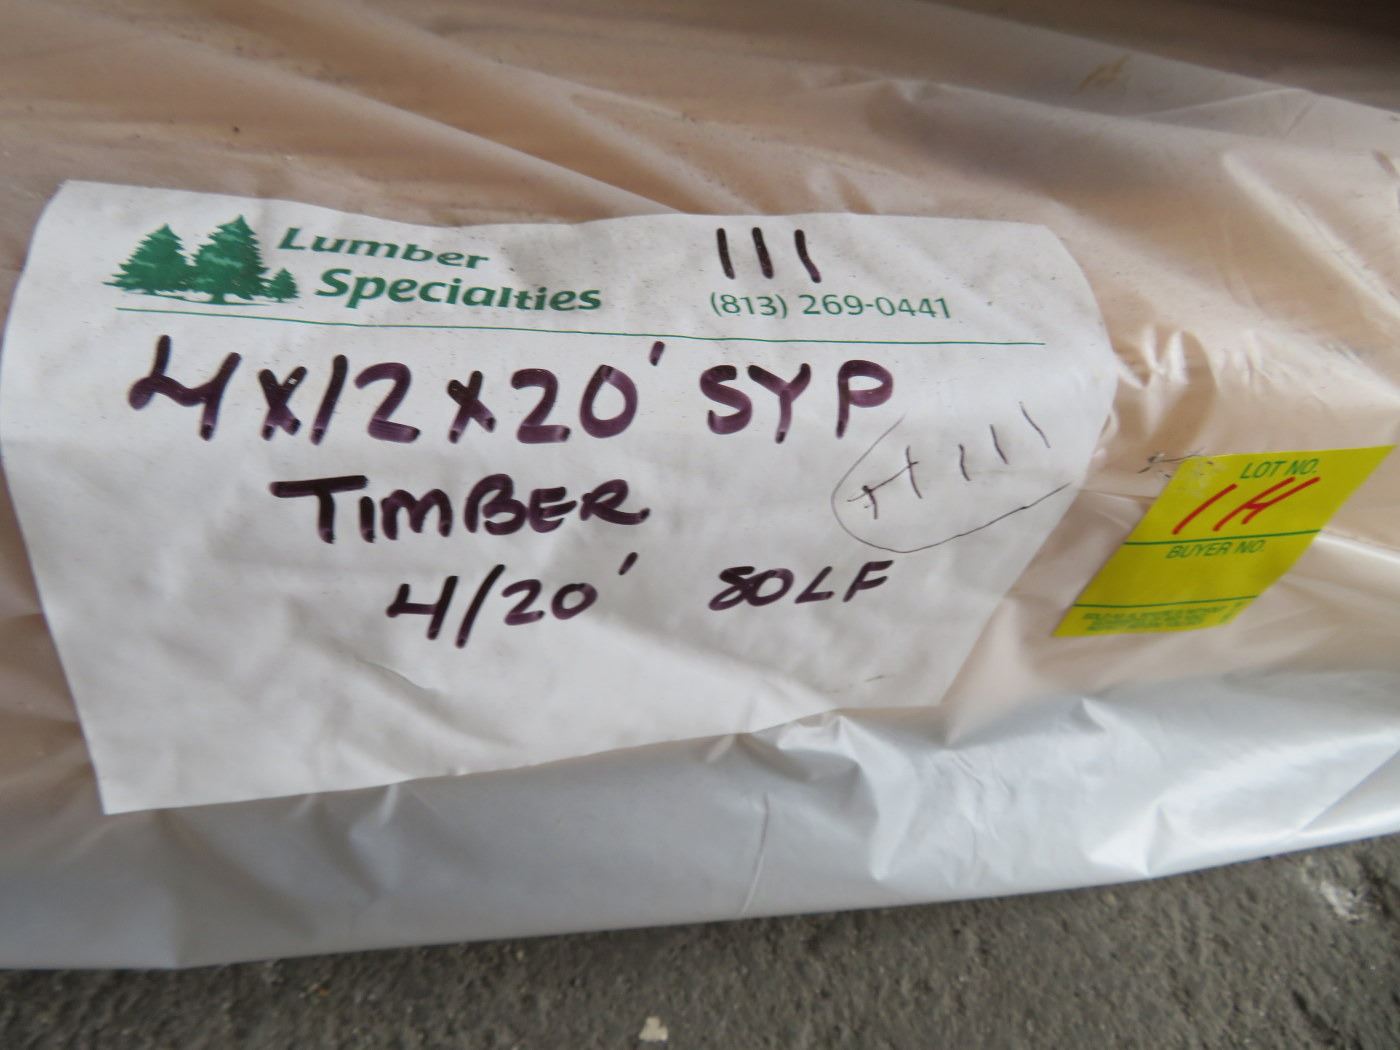 Lumber
Specialties
111
(813) 269-0441
4x12x20' SYP
TIMBER
H 111
4/20' 80LF
LOT NO.
1H
BUYER NO.